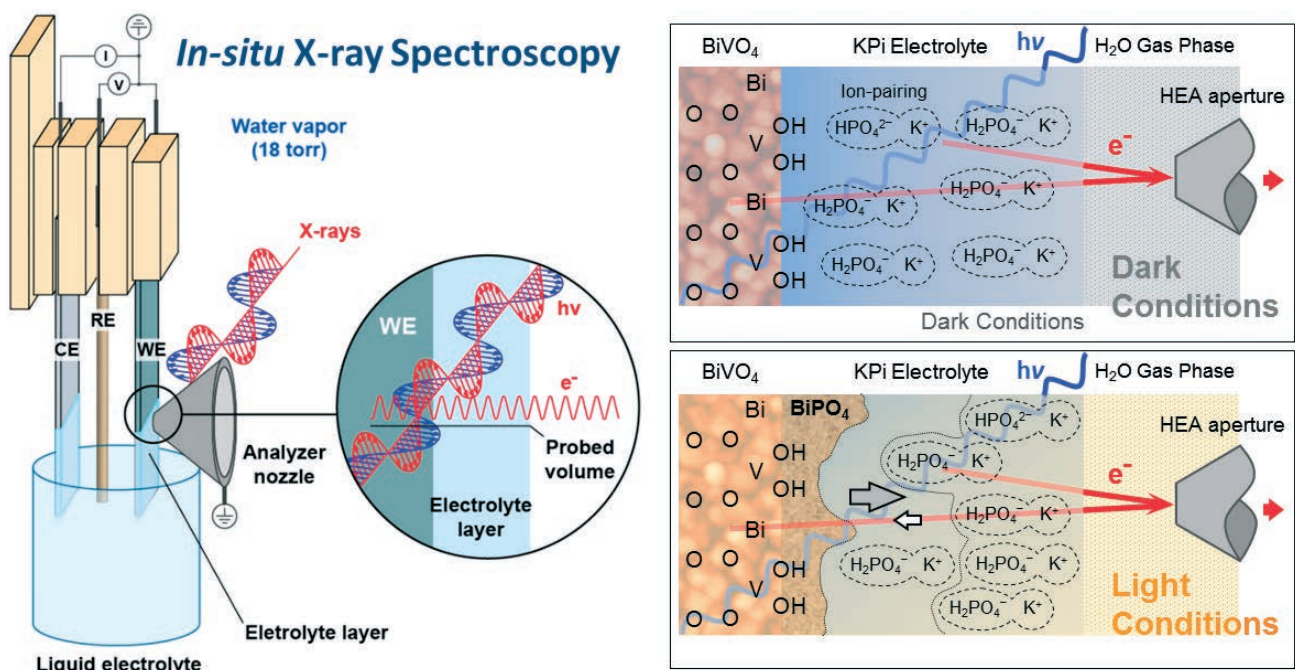 In-situ X-ray Spectroscopy
I
V
Water vapor
(18 torr)
X-rays
RE
CE
WE
WE
hν
e⁻
Probed
volume
Electrolyte
layer
Analyzer
nozzle
Eletrolyte layer
Liquid electrolyte
BiVO₄ KPi Electrolyte hν H₂O Gas Phase
HEA aperture
Bi
Ion-pairing
O O OH HPO₄²⁻ K⁺ H₂PO₄⁻ K⁺
V
OH e⁻
O O
Bi H₂PO₄⁻ K⁺ H₂PO₄⁻ K⁺
O O OH
V
OH H₂PO₄⁻ K⁺ H₂PO₄⁻ K⁺
O O
Dark
Conditions
Dark Conditions
BiVO₄ KPi Electrolyte hν H₂O Gas Phase
HEA aperture
Bi BiPO₄ HPO₄²⁻ K⁺
O O OH
V H₂PO₄⁻ K⁺
OH e⁻
O O
Bi H₂PO₄⁻ K⁺
O O OH H₂PO₄⁻ K⁺ H₂PO₄⁻ K⁺
V
OH H₂PO₄⁻ K⁺
O O
Light
Conditions